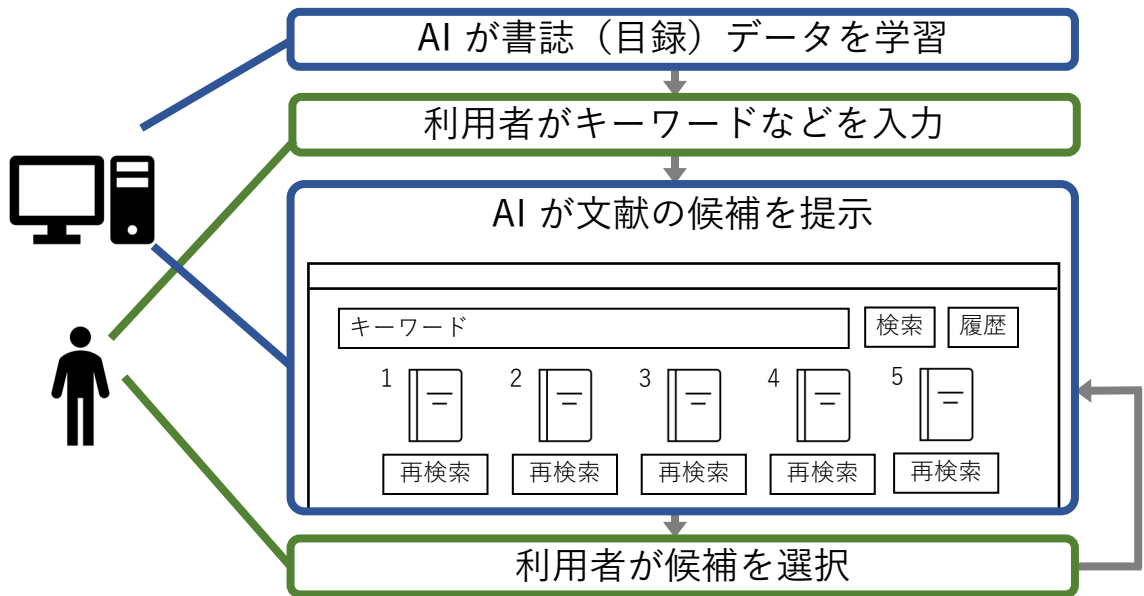 AI が書誌（目録）データを学習
利用者がキーワードなどを入力
AI が文献の候補を提示
キーワード 検索 履歴
1 2 3 4 5
再検索 再検索 再検索 再検索 再検索
利用者が候補を選択